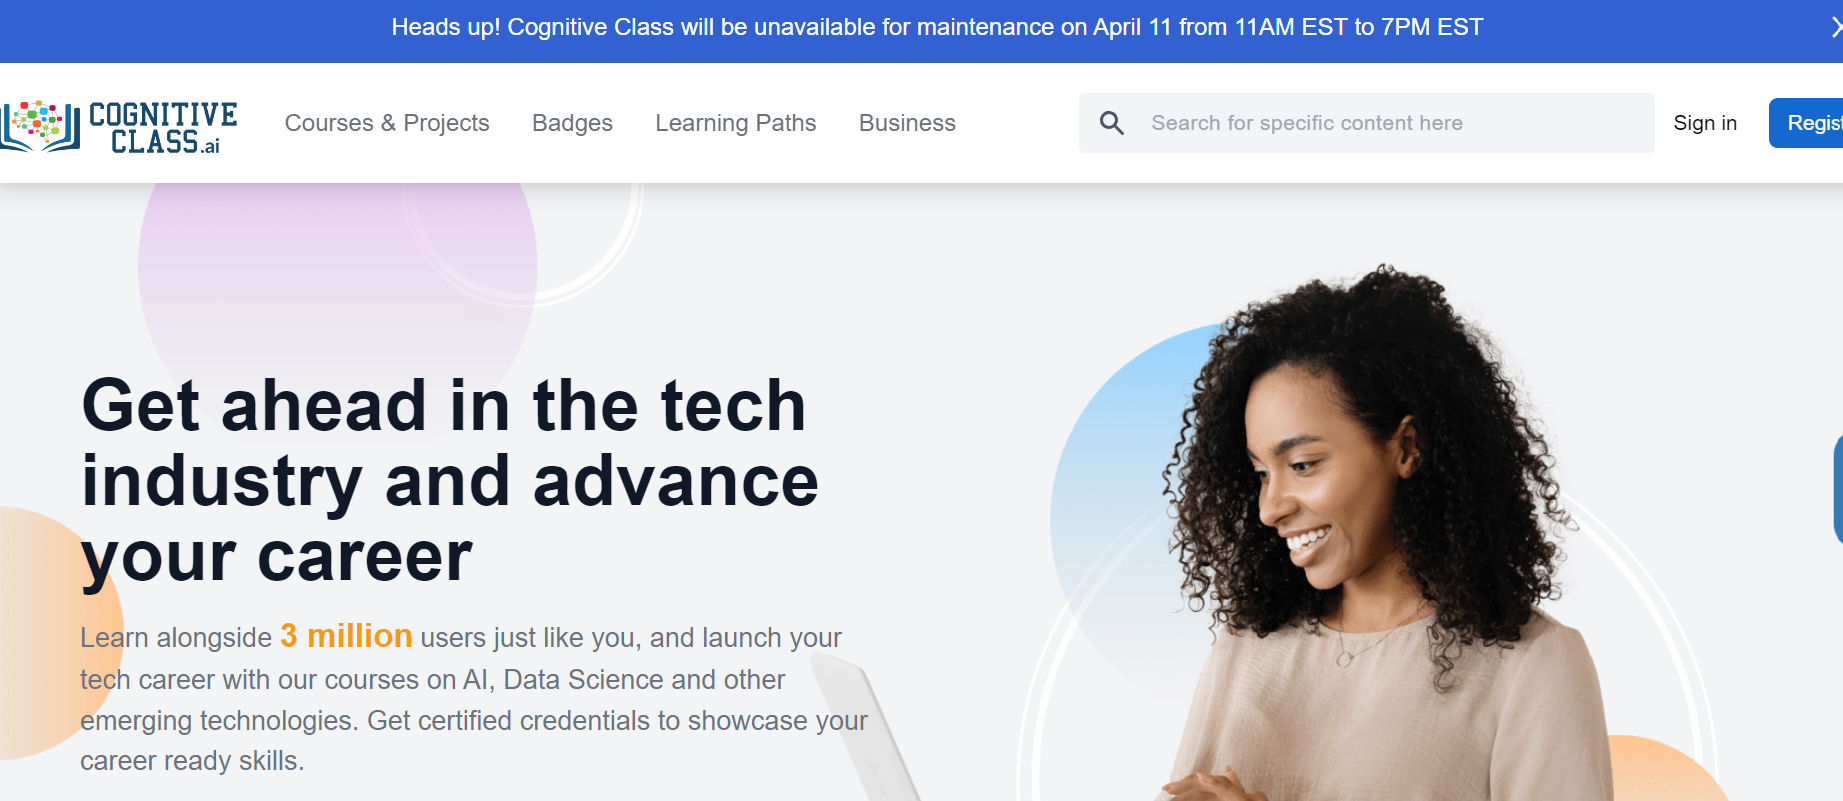 Heads up! Cognitive Class will be unavailable for maintenance on April 11 from 11AM EST to 7PM EST
COGNITIVE
CLASS.ai
Courses & Projects
Badges
Learning Paths
Business
Search for specific content here
Sign in
Get ahead in the tech
industry and advance
your career
Learn alongside 3 million users just like you, and launch your
tech career with our courses on AI, Data Science and other
emerging technologies. Get certified credentials to showcase your
career ready skills.